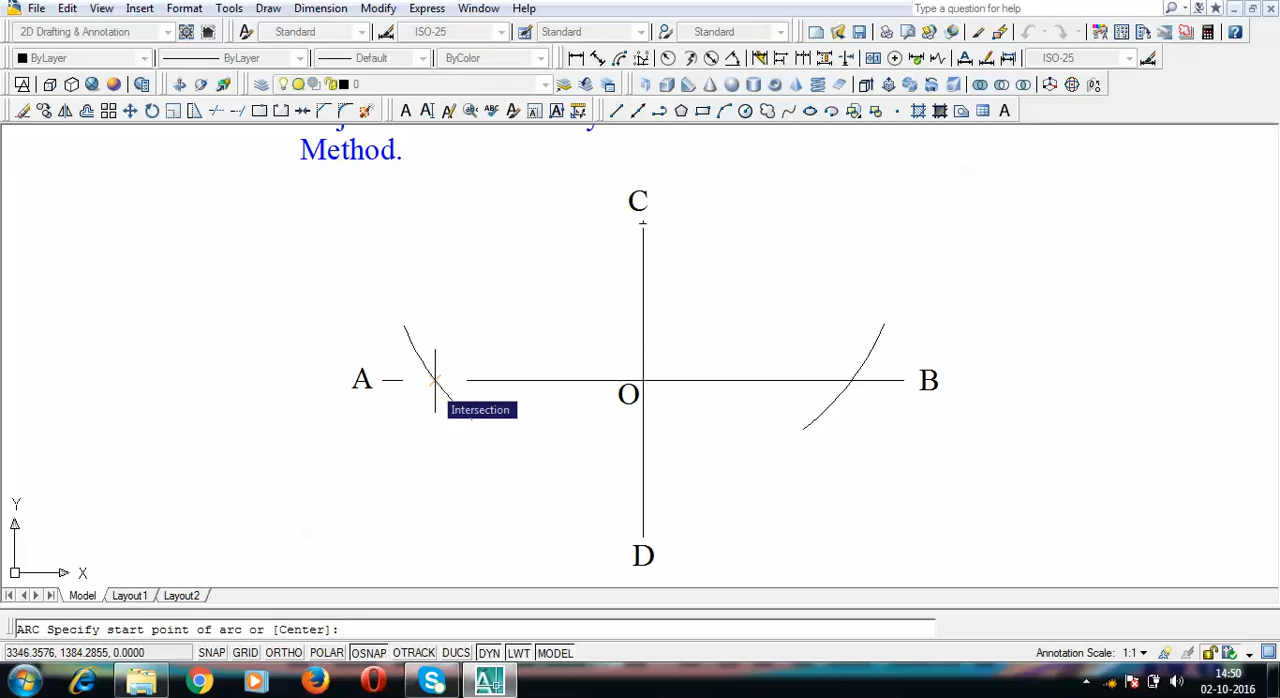 File Edit View Insert Format Tools Draw Dimension Modify Express Window Help Type a question for help
2D Drafting & Annotation Standard ISO-25 Standard Standard
ByLayer ByLayer Default ByColor ISO-25
0
Method.
C
A O B
Intersection
D
Y
X
Model Layout1 Layout2
ARC Specify start point of arc or [Center]:
3346.3576, 1384.2855, 0.0000 SNAP GRID ORTHO POLAR OSNAP OTRACK DUCS DYN LWT MODEL Annotation Scale: 1:1
14:50
02-10-2016